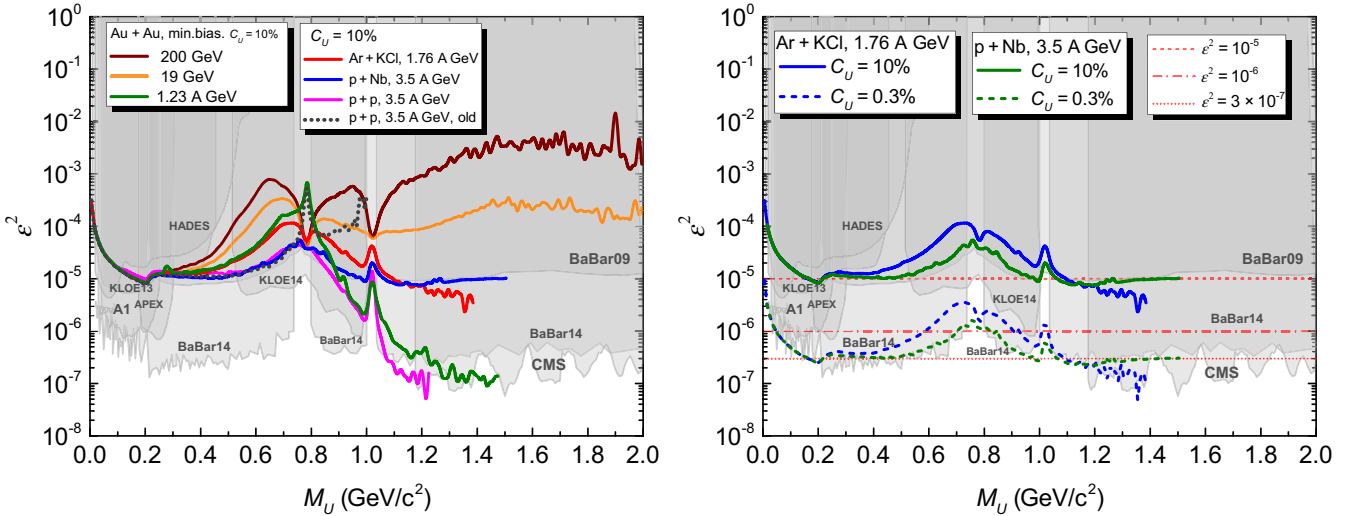 Au + Au, min.bias. C_U = 10%
200 GeV
19 GeV
1.23 A GeV
C_U = 10%
Ar + KCl, 1.76 A GeV
p + Nb, 3.5 A GeV
p + p, 3.5 A GeV
p + p, 3.5 A GeV, old
HADES
KLOE13
A1
APEX
KLOE14
BaBar14
BaBar14
BaBar09
BaBar14
CMS
10^0
10^-1
10^-2
10^-3
10^-4
10^-5
10^-6
10^-7
10^-8
ε^2
0.0 0.2 0.4 0.6 0.8 1.0 1.2 1.4 1.6 1.8 2.0
M_U (GeV/c^2)
Ar + KCl, 1.76 A GeV
C_U = 10%
C_U = 0.3%
p + Nb, 3.5 A GeV
C_U = 10%
C_U = 0.3%
ε^2 = 10^-5
ε^2 = 10^-6
ε^2 = 3 × 10^-7
HADES
KLOE13
A1
APEX
KLOE14
BaBar14
BaBar14
BaBar09
BaBar14
CMS
10^0
10^-1
10^-2
10^-3
10^-4
10^-5
10^-6
10^-7
10^-8
ε^2
0.0 0.2 0.4 0.6 0.8 1.0 1.2 1.4 1.6 1.8 2.0
M_U (GeV/c^2)